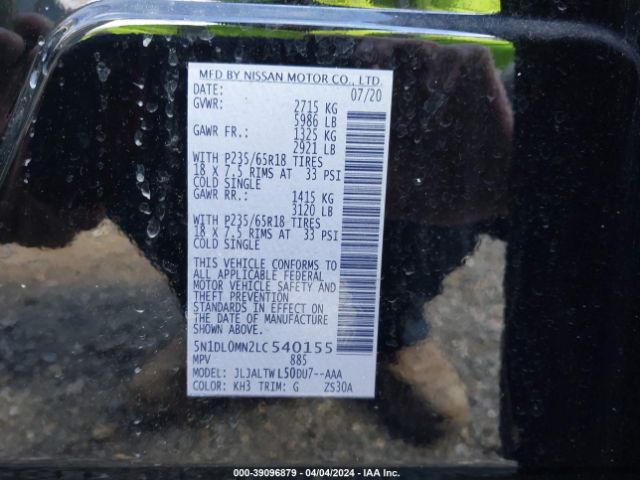 MFD BY NISSAN MOTOR CO., LTD.
DATE: 07/20
GVWR: 2715 KG
5986 LB
GAWR FR.: 1325 KG
2921 LB
WITH P235/65R18 TIRES
18 X 7.5 RIMS AT 33 PSI
COLD SINGLE
GAWR RR.: 1415 KG
3120 LB
WITH P235/65R18 TIRES
18 X 7.5 RIMS AT 33 PSI
COLD SINGLE
THIS VEHICLE CONFORMS TO
ALL APPLICABLE FEDERAL
MOTOR VEHICLE SAFETY AND
THEFT PREVENTION
STANDARDS IN EFFECT ON
THE DATE OF MANUFACTURE
SHOWN ABOVE.
5N1DL0MN2LC540155
MPV 885
MODEL: JLJALTWL50DU7--AAA
COLOR: KH3 TRIM: G ZS30A
000-39096879 - 04/04/2024 - IAA Inc.